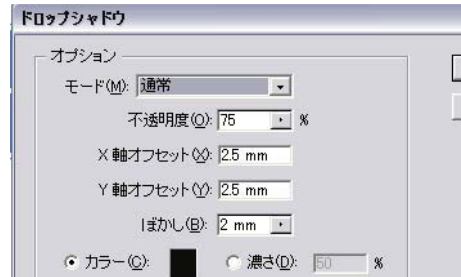 ドロップシャドウ
オプション
モード(M): 通常
不透明度(O): 75 %
X 軸オフセット(X): 2.5 mm
Y 軸オフセット(Y): 2.5 mm
ぼかし(B): 2 mm
カラー(C): 濃さ(D): 50 %